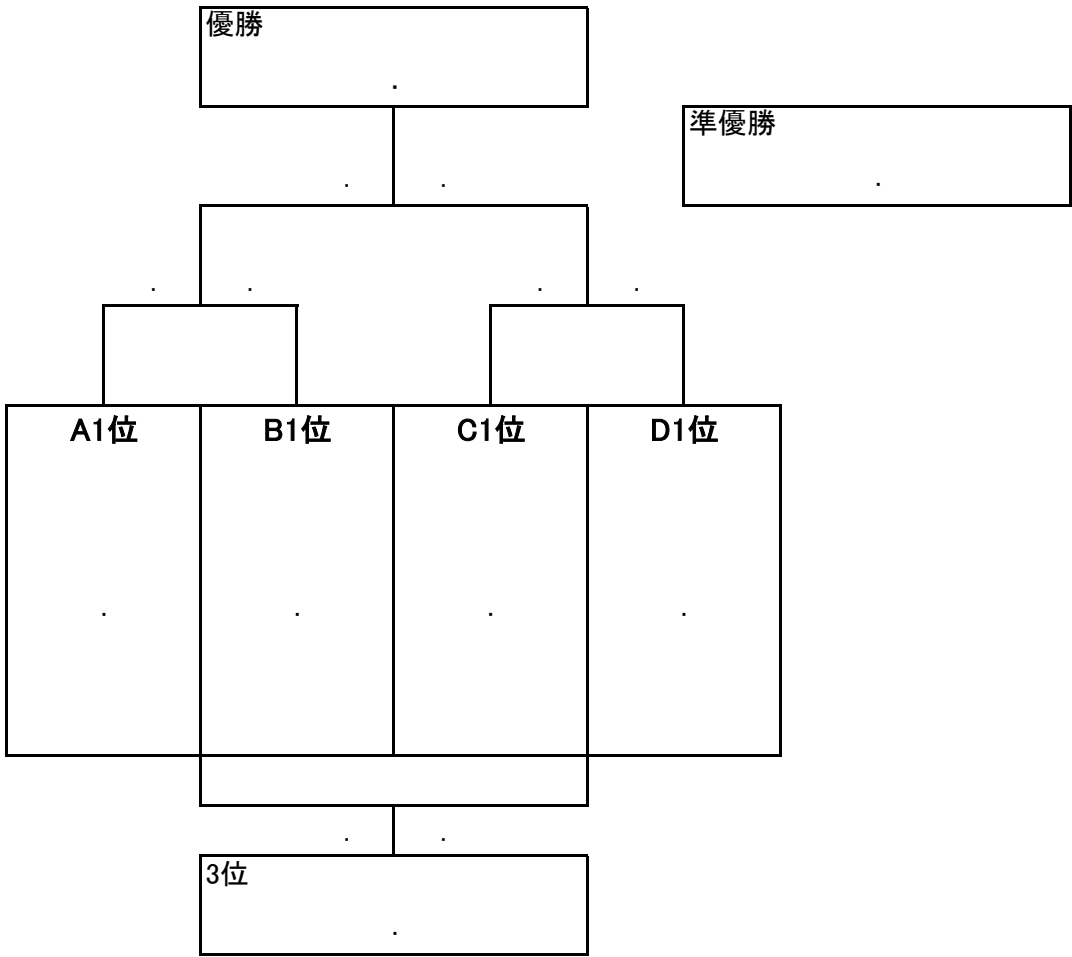 優勝
.
準優勝
.
. .
. . . .
A1位 B1位 C1位 D1位
. . . .
. .
3位
.